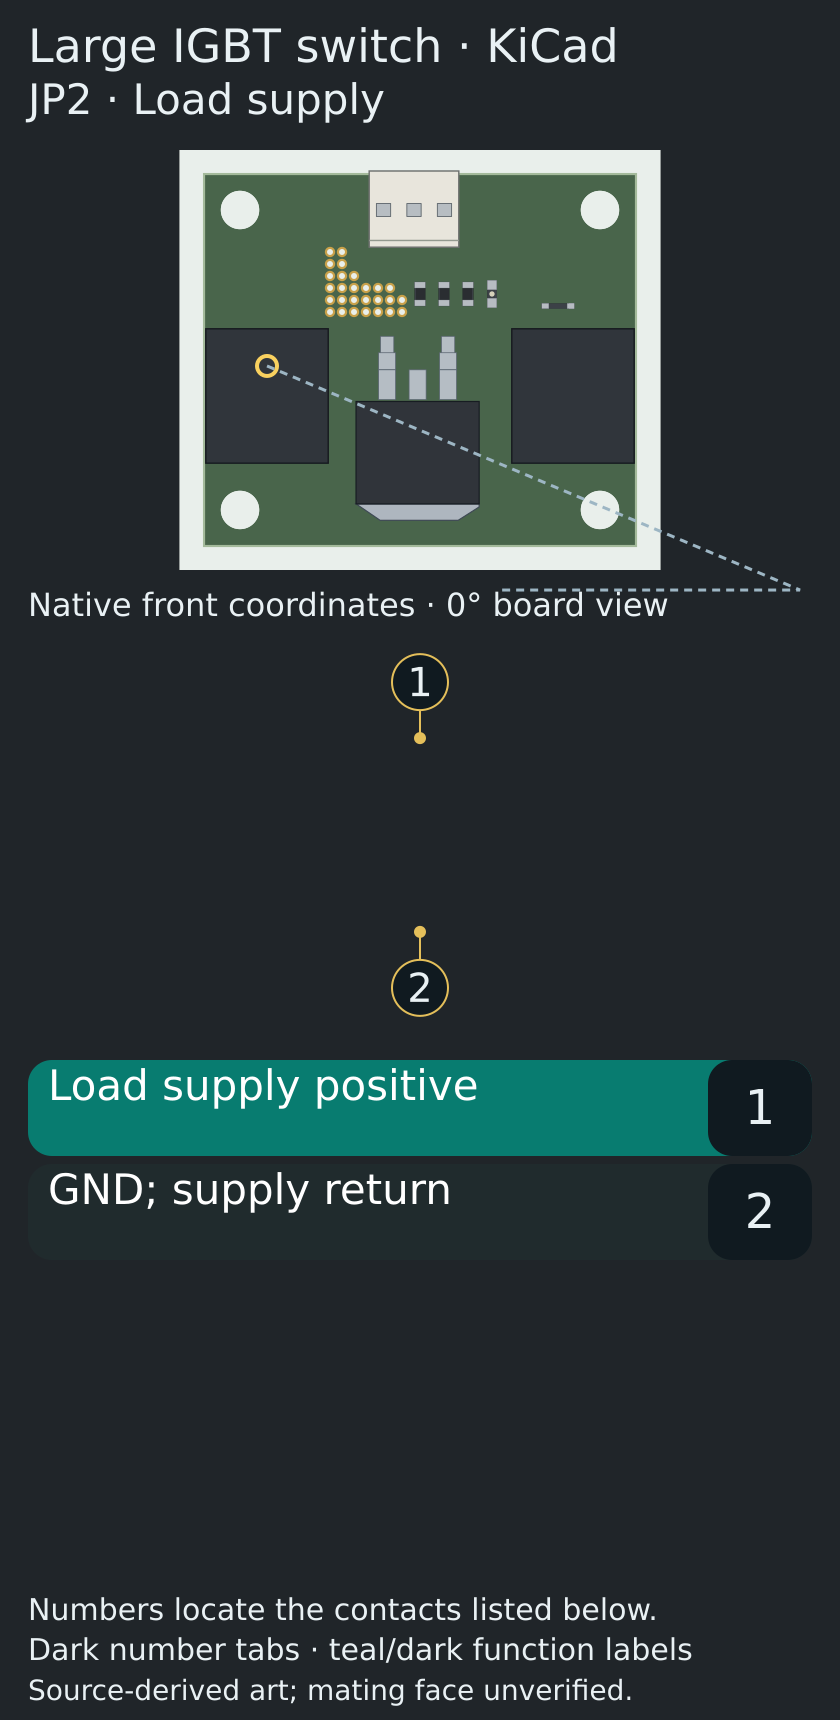 Large IGBT switch · KiCad
JP2 · Load supply
Native front coordinates · 0° board view
1
2
Load supply positive 1
GND; supply return 2
Numbers locate the contacts listed below.
Dark number tabs · teal/dark function labels
Source-derived art; mating face unverified.